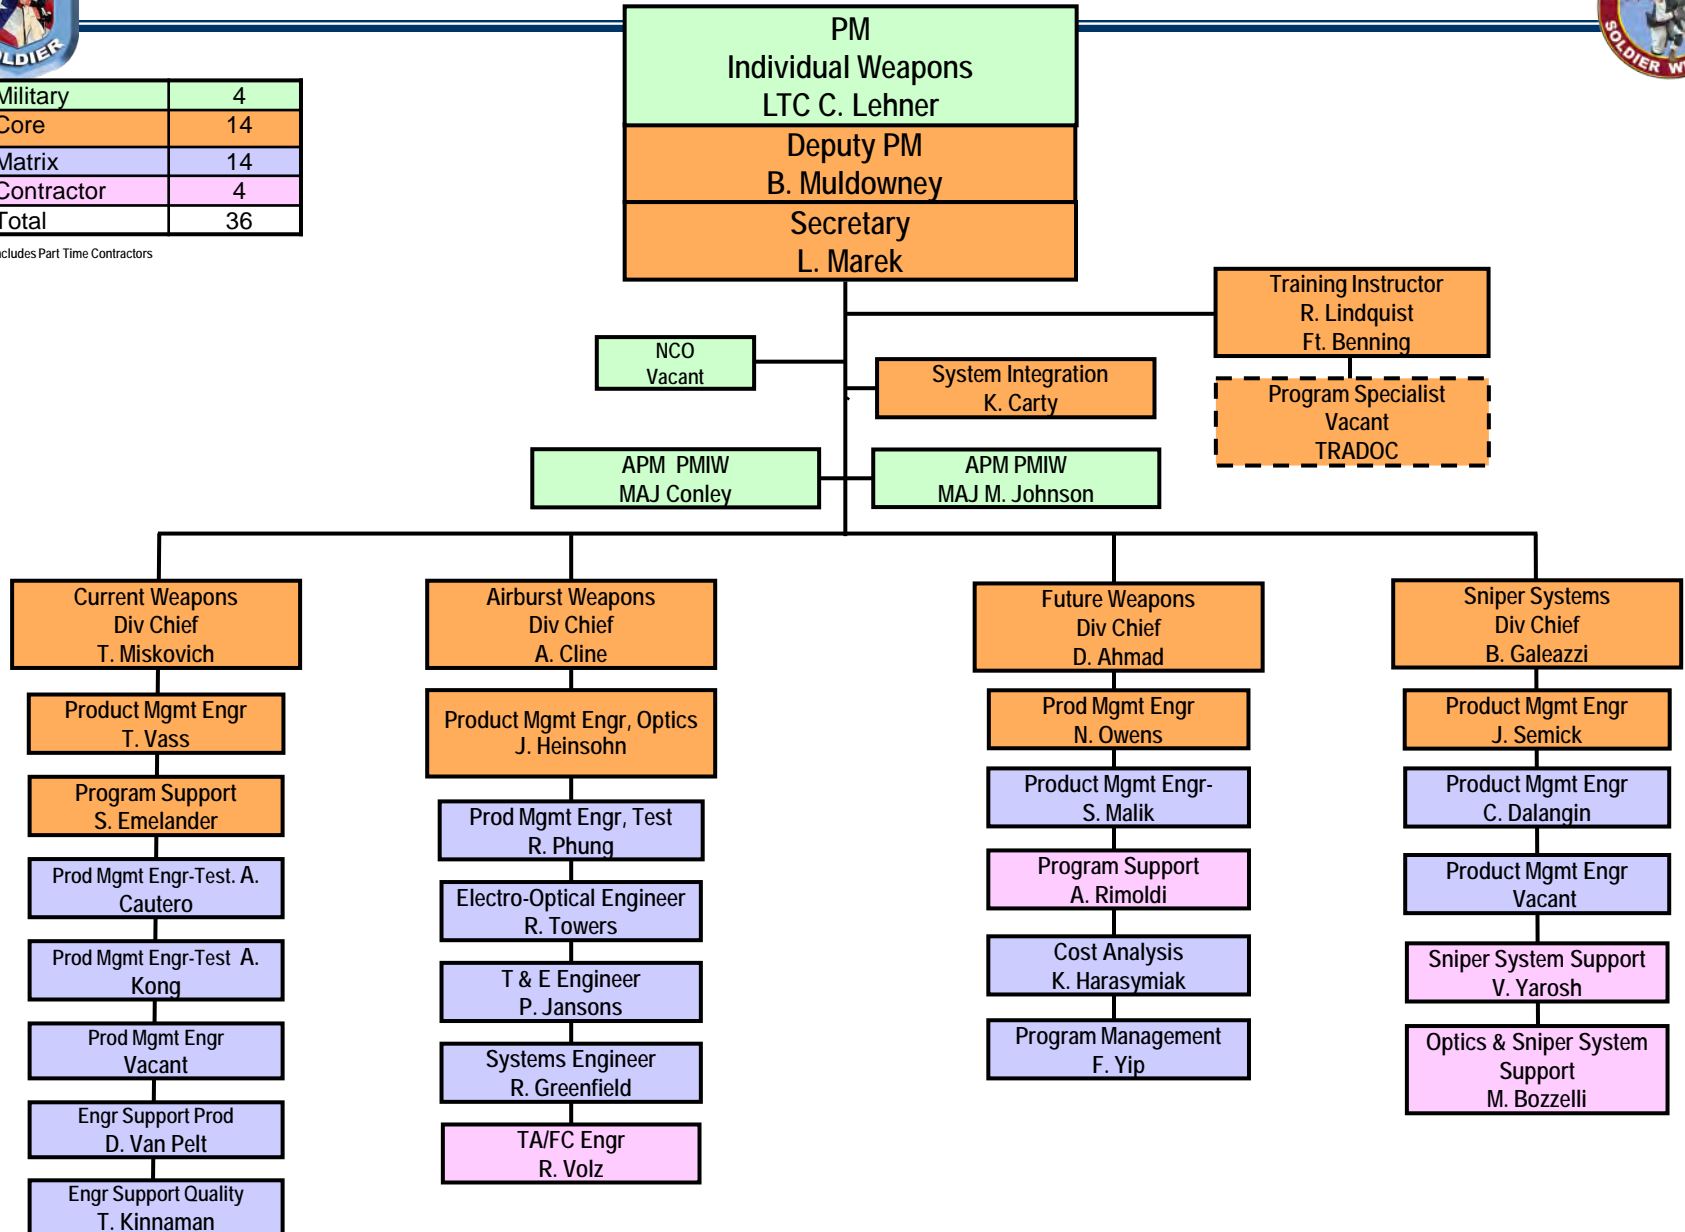 PM
Individual Weapons
LTC C. Lehner
Deputy PM
B. Muldowney
Secretary
L. Marek
SOLDIER
Military 4
Core 14
Matrix 14
Contractor 4
Total 36
Part Time Contractors
Training Instructor
R. Lindquist
Ft. Benning
Program Specialist
Vacant
TRADOC
NCO
Vacant
System Integration
K. Carty
APM PMIW
MAJ Conley
APM PMIW
MAJ M. Johnson
Current Weapons
Div Chief
T. Miskovich
Product Mgmt Engr
T. Vass
Program Support
S. Emelander
Prod Mgmt Engr-Test. A.
Cautero
Prod Mgmt Engr-Test A.
Kong
Prod Mgmt Engr
Vacant
Engr Support Prod
D. Van Pelt
Engr Support Quality
T. Kinnaman
Airburst Weapons
Div Chief
A. Cline
Product Mgmt Engr, Optics
J. Heinsohn
Prod Mgmt Engr, Test
R. Phung
Electro-Optical Engineer
R. Towers
T & E Engineer
P. Jansons
Systems Engineer
R. Greenfield
TA/FC Engr
R. Volz
Future Weapons
Div Chief
D. Ahmad
Prod Mgmt Engr
N. Owens
Product Mgmt Engr-
S. Malik
Program Support
A. Rimoldi
Cost Analysis
K. Harasymiak
Program Management
F. Yip
Sniper Systems
Div Chief
B. Galeazzi
Product Mgmt Engr
J. Semick
Product Mgmt Engr
C. Dalangin
Product Mgmt Engr
Vacant
Sniper System Support
V. Yarosh
Optics & Sniper System
Support
M. Bozzelli